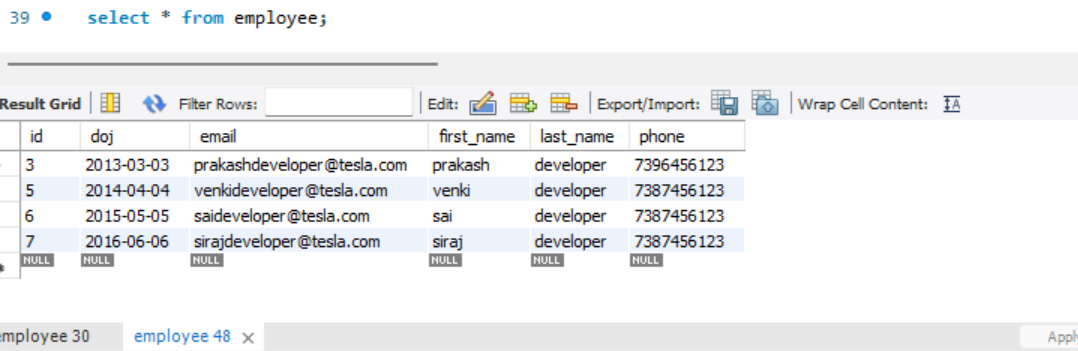 39 select * from employee;
Result Grid Filter Rows: Edit: Export/Import: Wrap Cell Content: IA
id doj email first_name last_name phone
3 2013-03-03 prakashdeveloper@tesla.com prakash developer 7396456123
5 2014-04-04 venkideveloper@tesla.com venki developer 7387456123
6 2015-05-05 saideveloper@tesla.com sai developer 7387456123
7 2016-06-06 sirajdeveloper@tesla.com siraj developer 7387456123
NULL NULL NULL NULL NULL NULL
employee 30 employee 48 Apply